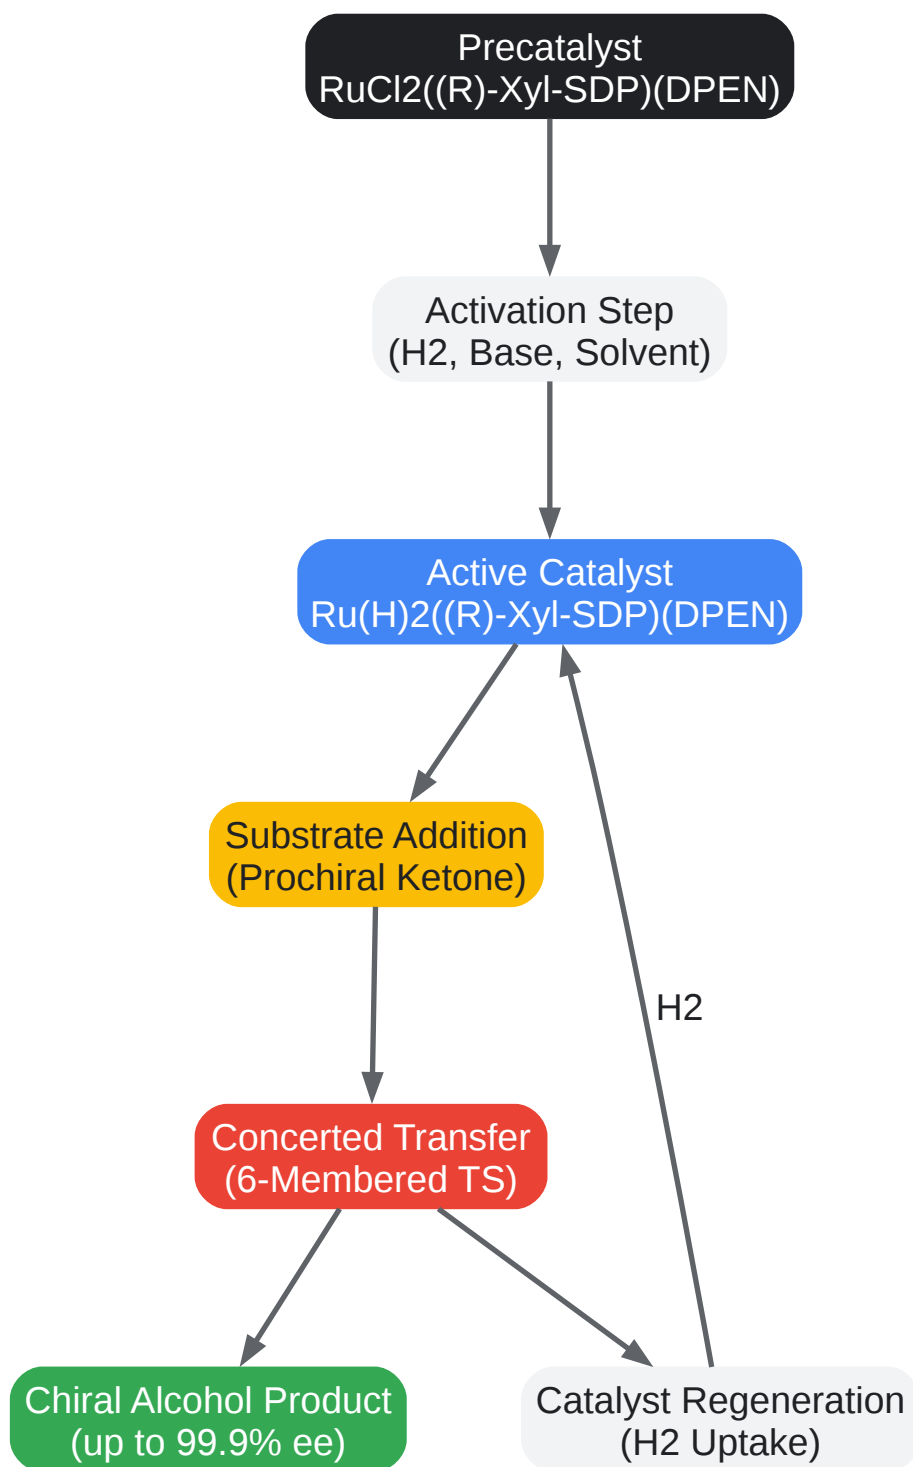 Precatalyst
RuCl2((R)-Xyl-SDP)(DPEN)
Activation Step
(H2, Base, Solvent)
Active Catalyst
Ru(H)2((R)-Xyl-SDP)(DPEN)
Substrate Addition
(Prochiral Ketone)
H2
Concerted Transfer
(6-Membered TS)
Chiral Alcohol Product
(up to 99.9% ee)
Catalyst Regeneration
(H2 Uptake)